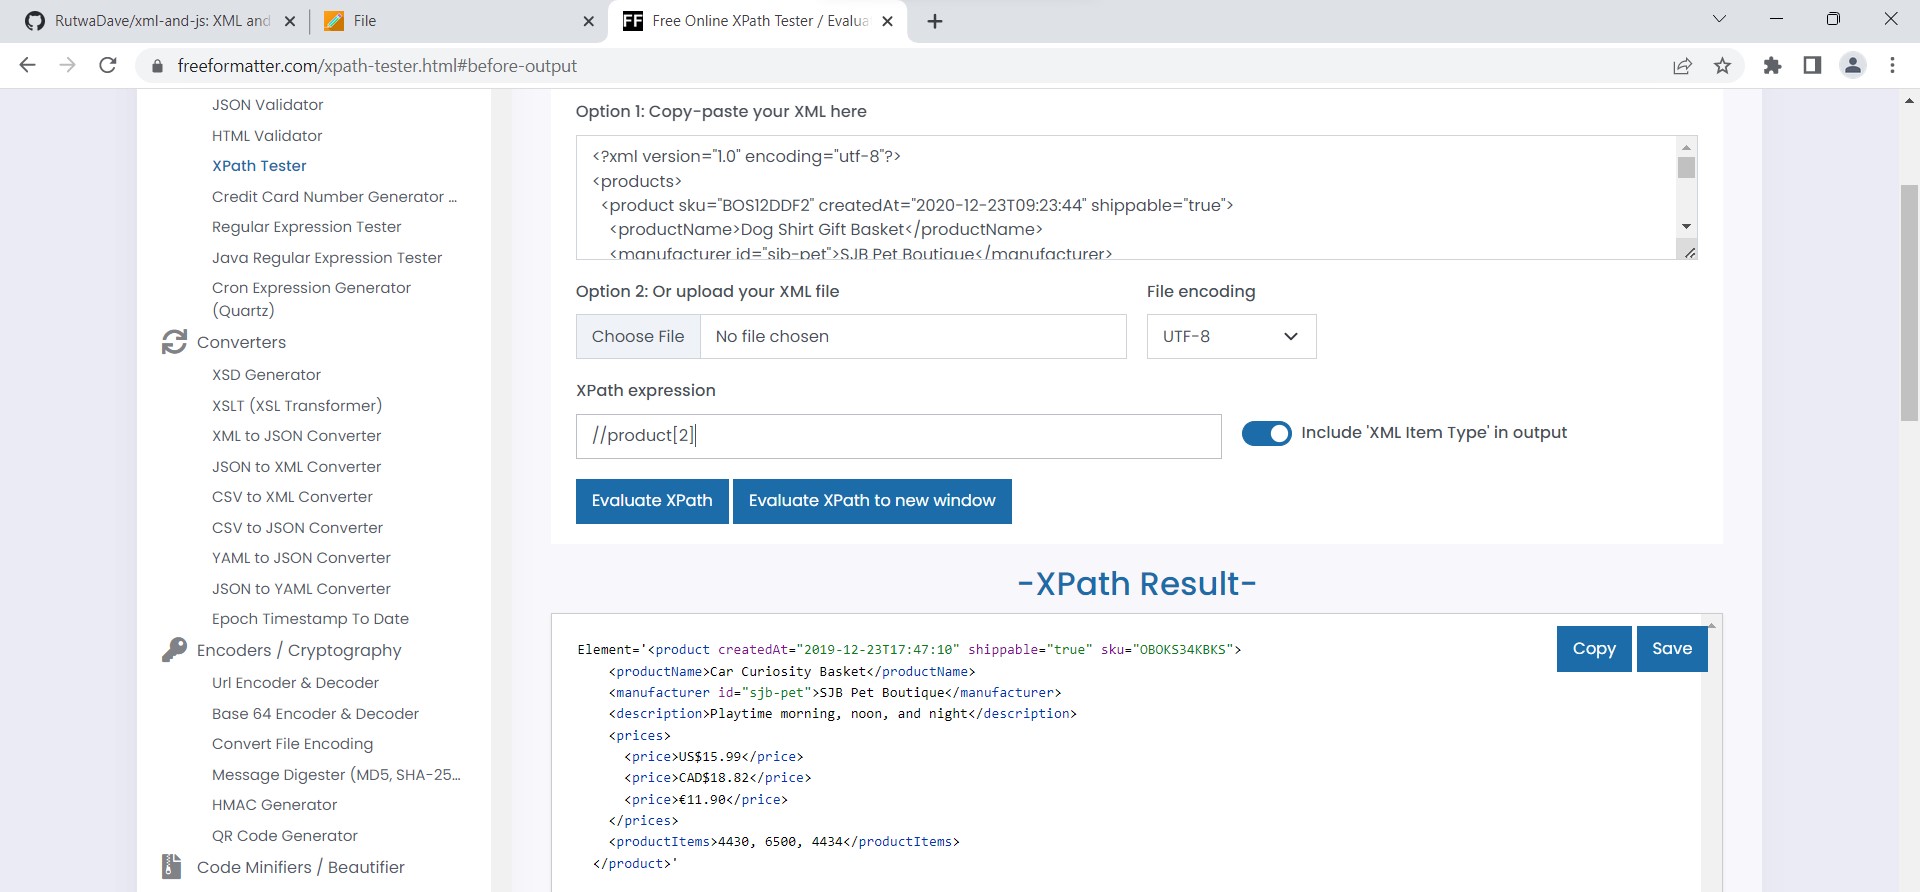 RutwaDave/xml-and-js: XML and
File
FF
Free Online XPath Tester / Evalua
freeformatter.com/xpath-tester.html#before-output
JSON Validator
HTML Validator
XPath Tester
Credit Card Number Generator ...
Regular Expression Tester
Java Regular Expression Tester
Cron Expression Generator
(Quartz)
Converters
XSD Generator
XSLT (XSL Transformer)
XML to JSON Converter
JSON to XML Converter
CSV to XML Converter
CSV to JSON Converter
YAML to JSON Converter
JSON to YAML Converter
Epoch Timestamp To Date
Encoders / Cryptography
Url Encoder & Decoder
Base 64 Encoder & Decoder
Convert File Encoding
Message Digester (MD5, SHA-25...
HMAC Generator
QR Code Generator
Code Minifiers / Beautifier
Option 1: Copy-paste your XML here
<?xml version="1.0" encoding="utf-8"?>
<products>
<product sku="BOS12DDF2" createdAt="2020-12-23T09:23:44" shippable="true">
<productName>Dog Shirt Gift Basket</productName>
<manufacturer id="sjb-pet">SJB Pet Boutique</manufacturer>
Option 2: Or upload your XML file
File encoding
Choose File
No file chosen
UTF-8
XPath expression
//product[2]
Include 'XML Item Type' in output
Evaluate XPath
Evaluate XPath to new window
-XPath Result-
Copy
Save
Element='<product createdAt="2019-12-23T17:47:10" shippable="true" sku="OBOKS34KBKS">
<productName>Car Curiosity Basket</productName>
<manufacturer id="sjb-pet">SJB Pet Boutique</manufacturer>
<description>Playtime morning, noon, and night</description>
<prices>
<price>US$15.99</price>
<price>CAD$18.82</price>
<price>€11.90</price>
</prices>
<productItems>4430, 6500, 4434</productItems>
</product>'